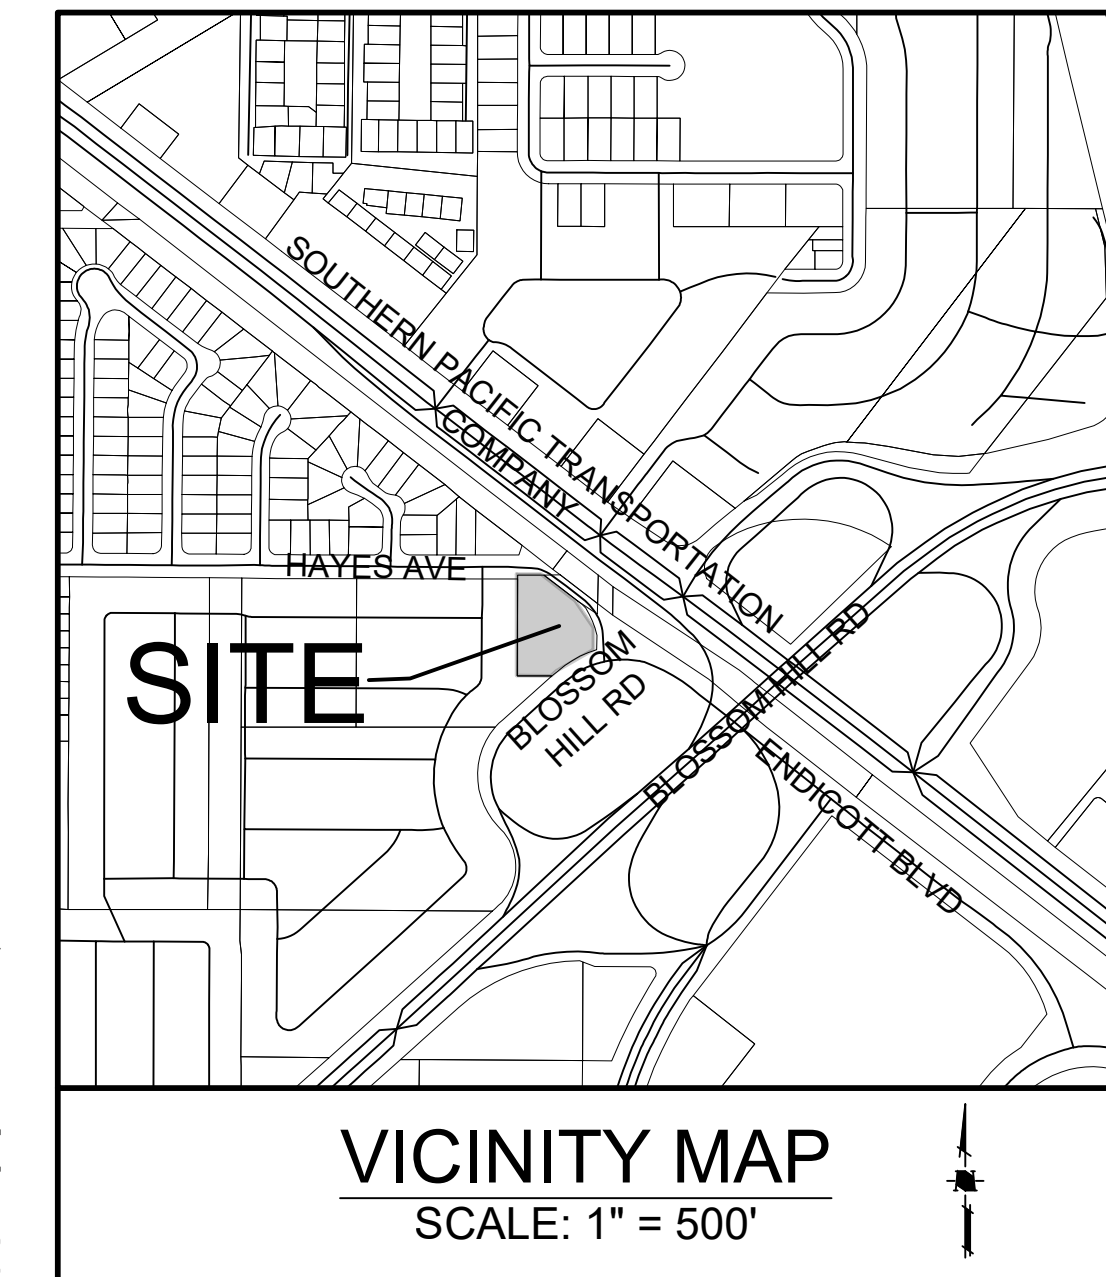 SOUTHERN PACIFIC TRANSPORTATION
COMPANY
HAYES AVE
SITE
BLOSSOM
HILL RD
BLOSSOM HILL RD
ENDICOTT BLVD
VICINITY MAP
SCALE: 1" = 500'
N